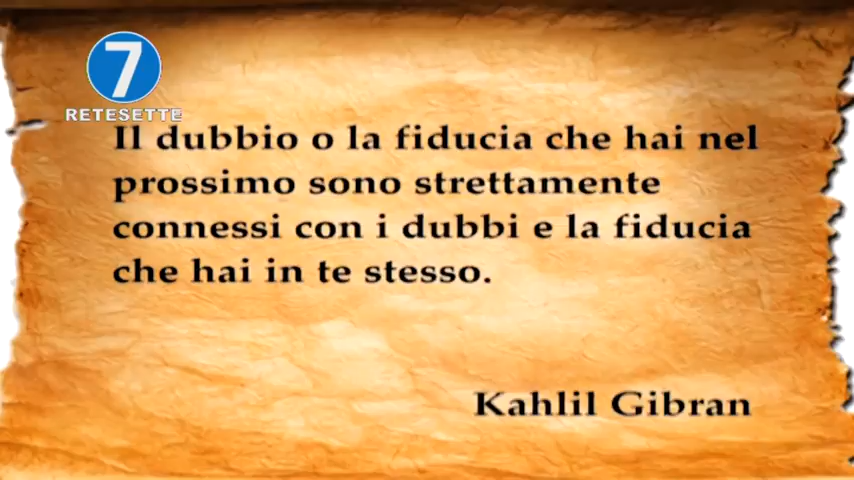 7
RETESETTE
Il dubbio o la fiducia che hai nel
prossimo sono strettamente
connessi con i dubbi e la fiducia
che hai in te stesso.
Kahlil Gibran